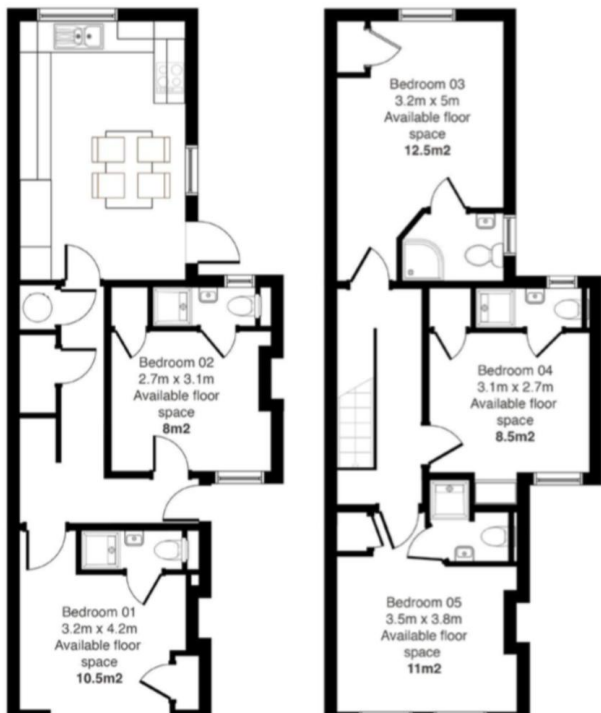 Bedroom 03
3.2m x 5m
Available floor
space
12.5m2
Bedroom 02
2.7m x 3.1m
Available floor
space
8m2
Bedroom 04
3.1m x 2.7m
Available floor
space
8.5m2
Bedroom 01
3.2m x 4.2m
Available floor
space
10.5m2
Bedroom 05
3.5m x 3.8m
Available floor
space
11m2